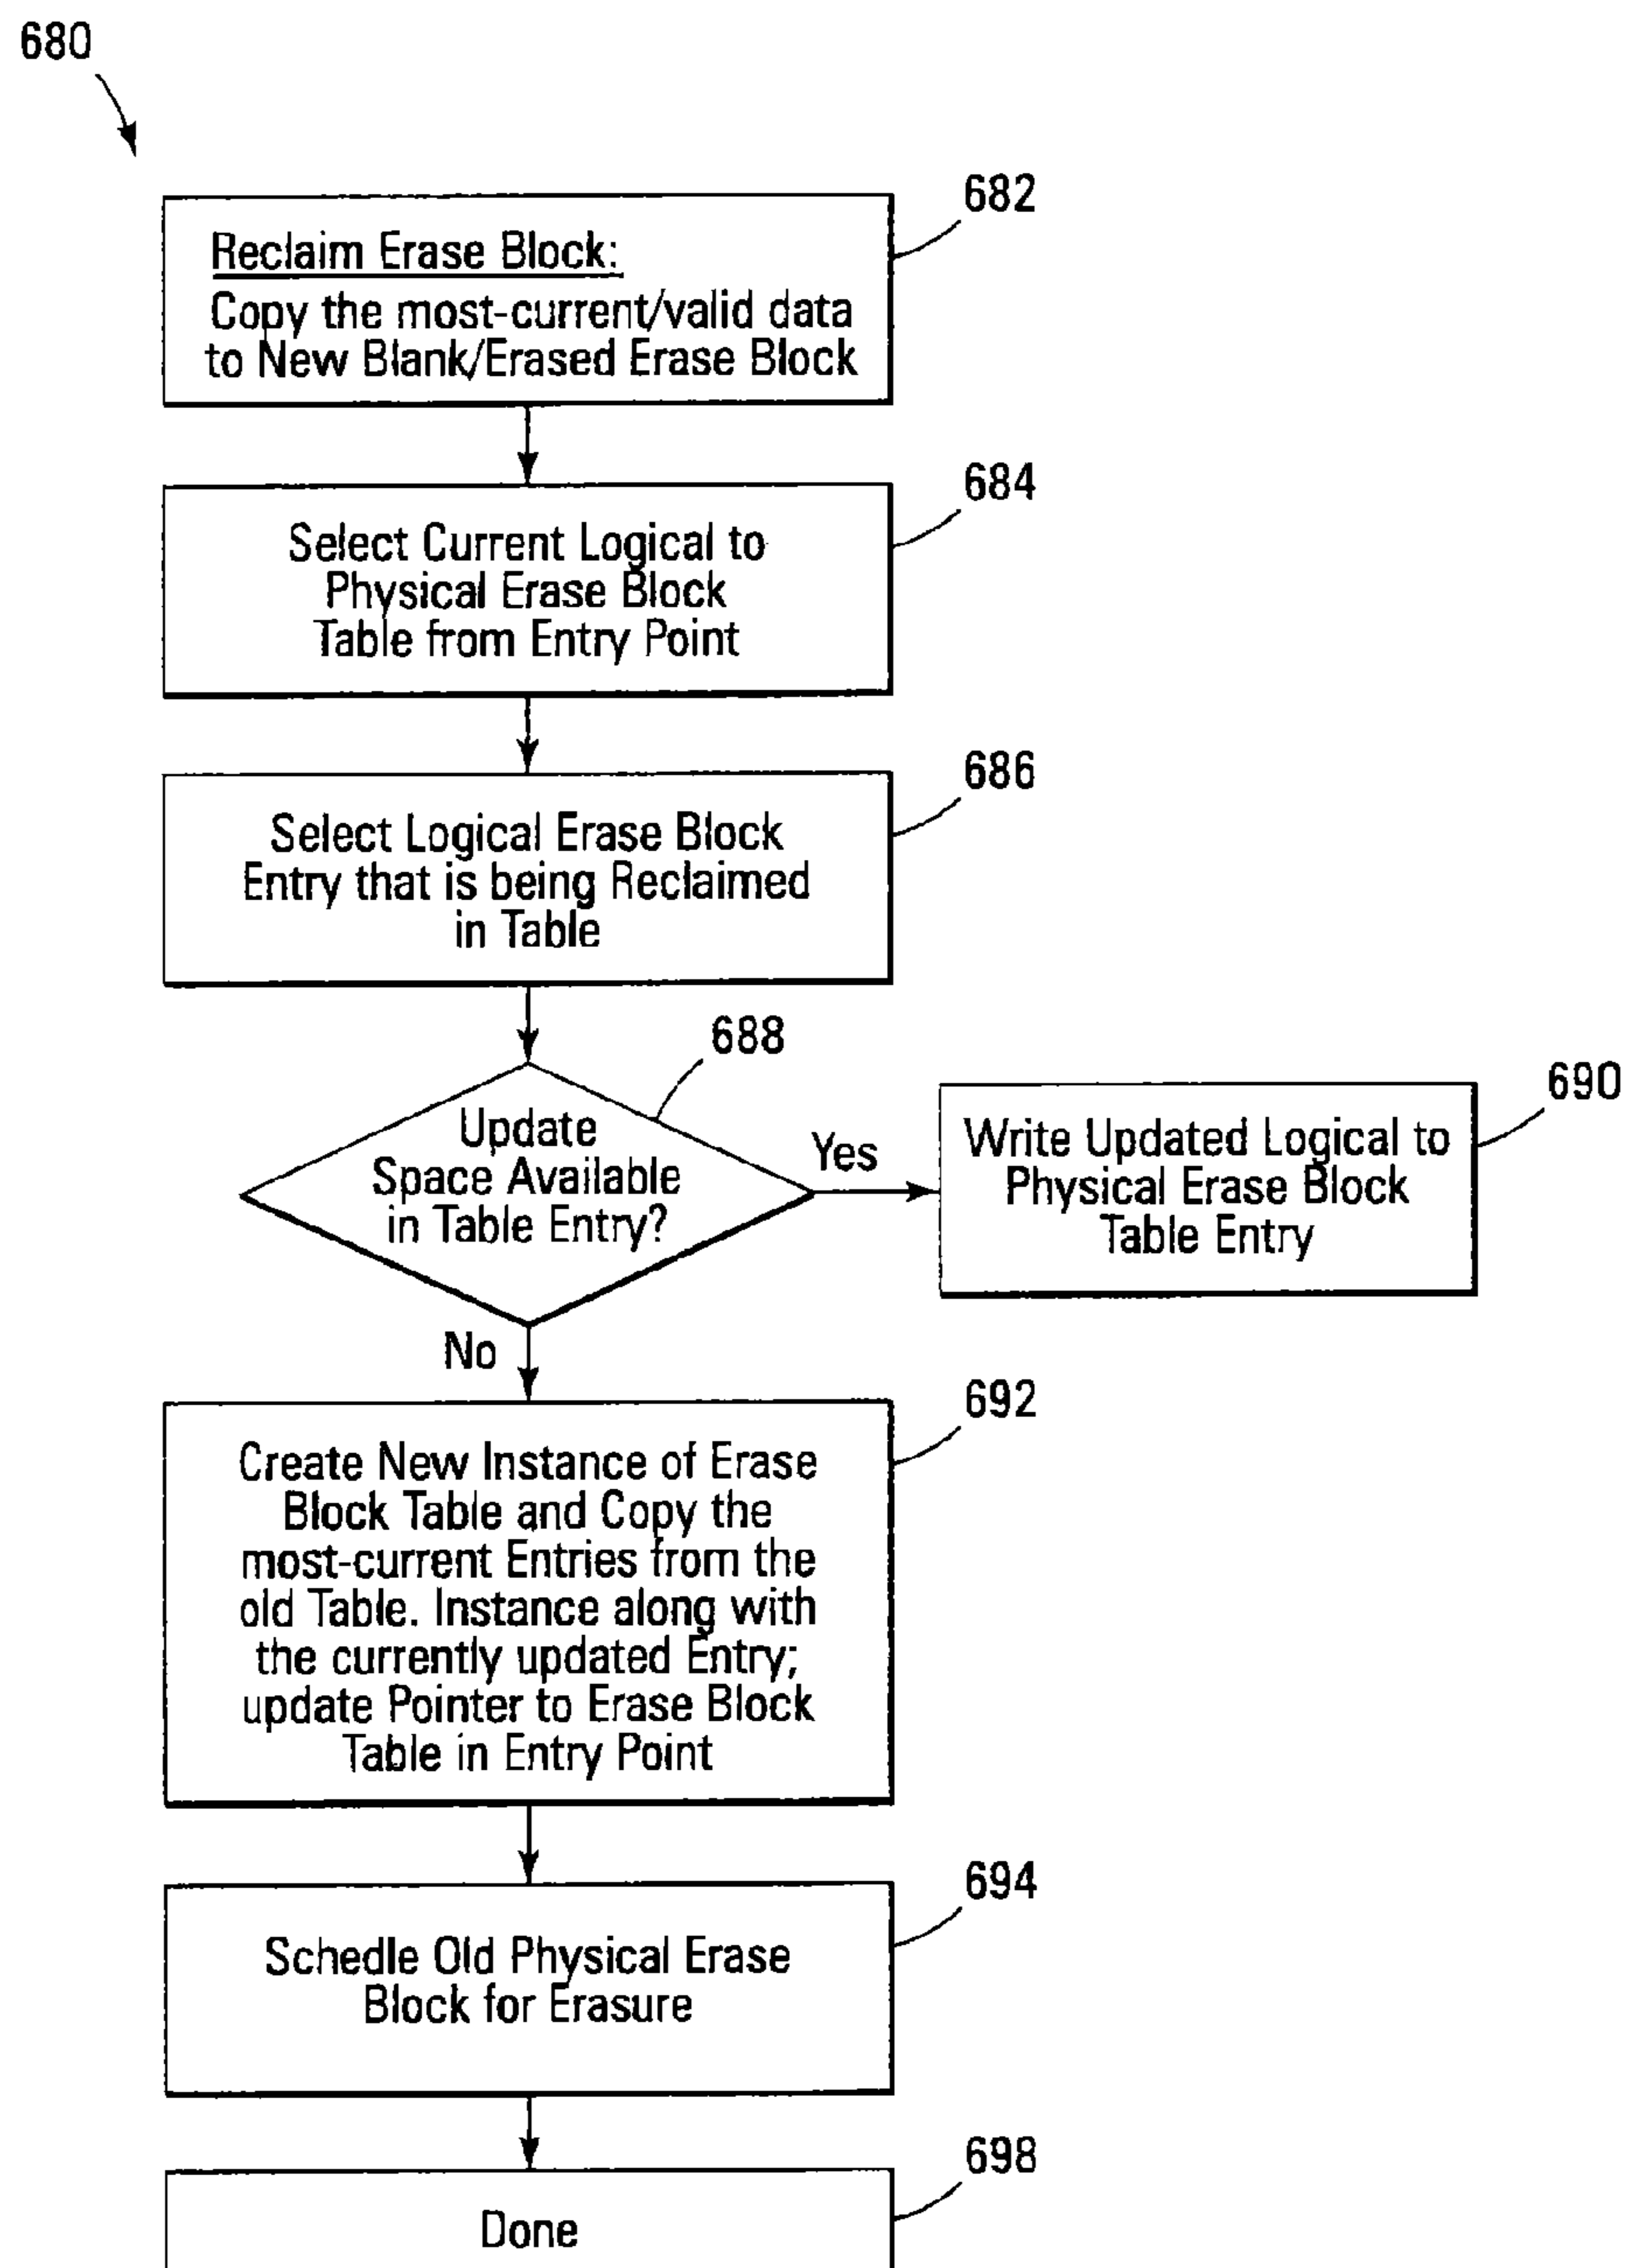 680
682
Reclaim Erase Block:
Copy the most-current/valid data
to New Blank/Erased Erase Block
684
Select Current Logical to
Physical Erase Block
Table from Entry Point
686
Select Logical Erase Block
Entry that is being Reclaimed
in Table
688
Update
Space Available
in Table Entry?
Yes
690
Write Updated Logical to
Physical Erase Block
Table Entry
No
692
Create New Instance of Erase
Block Table and Copy the
most-current Entries from the
old Table. Instance along with
the currently updated Entry;
update Pointer to Erase Block
Table in Entry Point
694
Schedle Old Physical Erase
Block for Erasure
698
Done